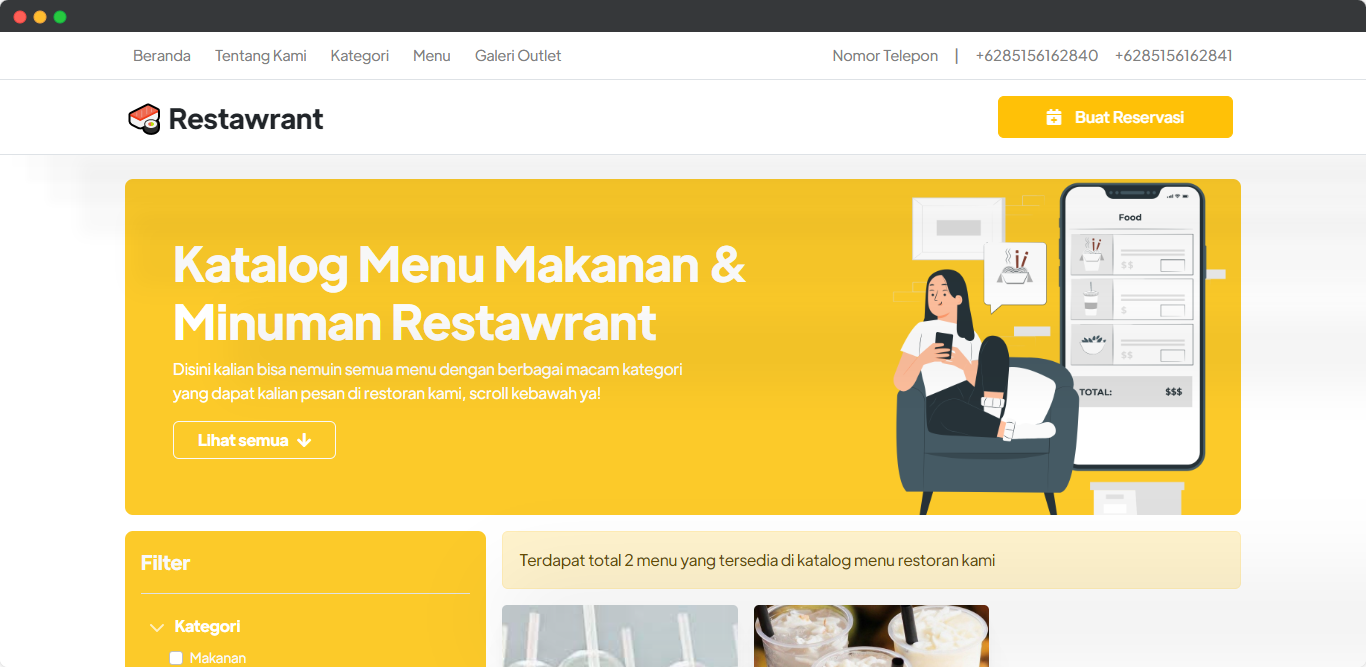 Beranda Tentang Kami Kategori Menu Galeri Outlet Nomor Telepon | +6285156162840 +6285156162841
Restawrant
Buat Reservasi
Katalog Menu Makanan &
Minuman Restawrant
Disini kalian bisa nemuin semua menu dengan berbagai macam kategori
yang dapat kalian pesan di restoran kami, scroll kebawah ya!
Lihat semua
Food
$$
$
$$
TOTAL: $$$
Filter
Kategori
Makanan
Terdapat total 2 menu yang tersedia di katalog menu restoran kami